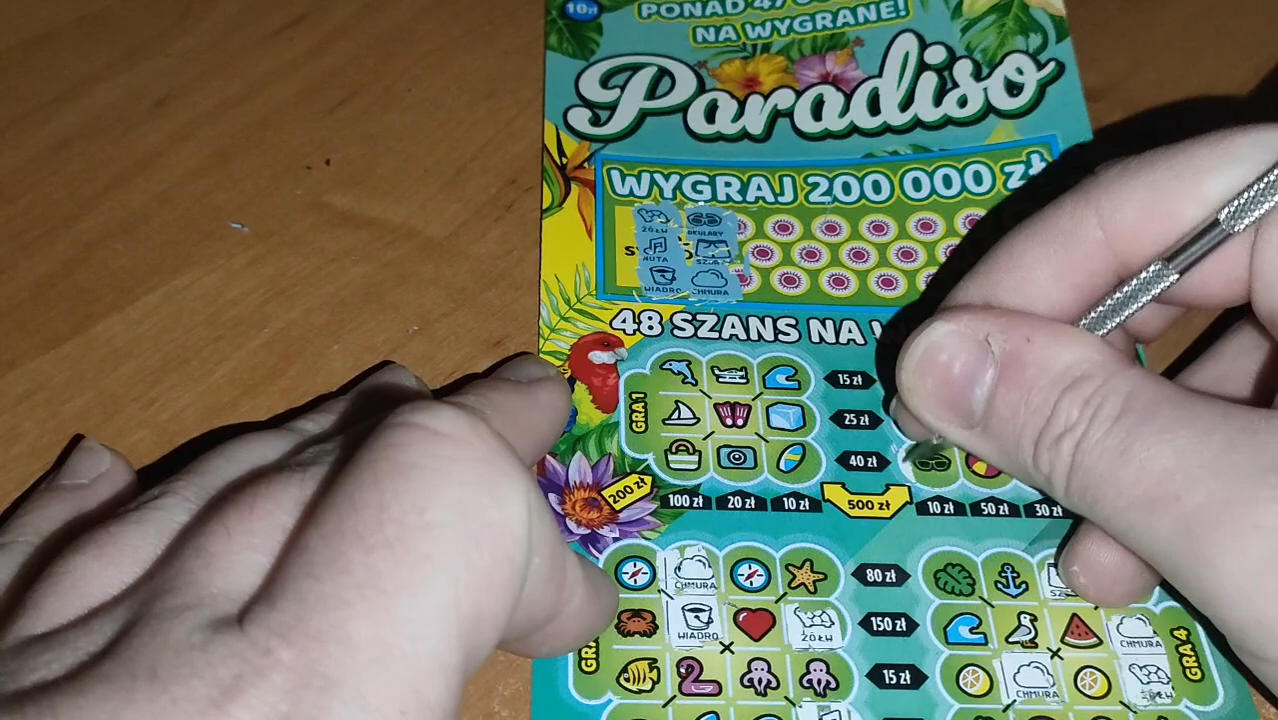 10zł
PONAD
NA WYGRANE!
Paradiso
WYGRAJ 200 000 zł
ŻÓŁW OKULARY
NUTA
WIADRO CHMURA
48 SZANS NA
GRA 1
15 zł
25 zł
40 zł
200 zł
100 zł 20 zł 10 zł 500 zł 10 zł 50 zł 30 zł
CHMURA
80 zł
WIADRO ŻÓŁW
150 zł
CHMURA
GRA 4
15 zł
CHMURA
ŻÓŁW